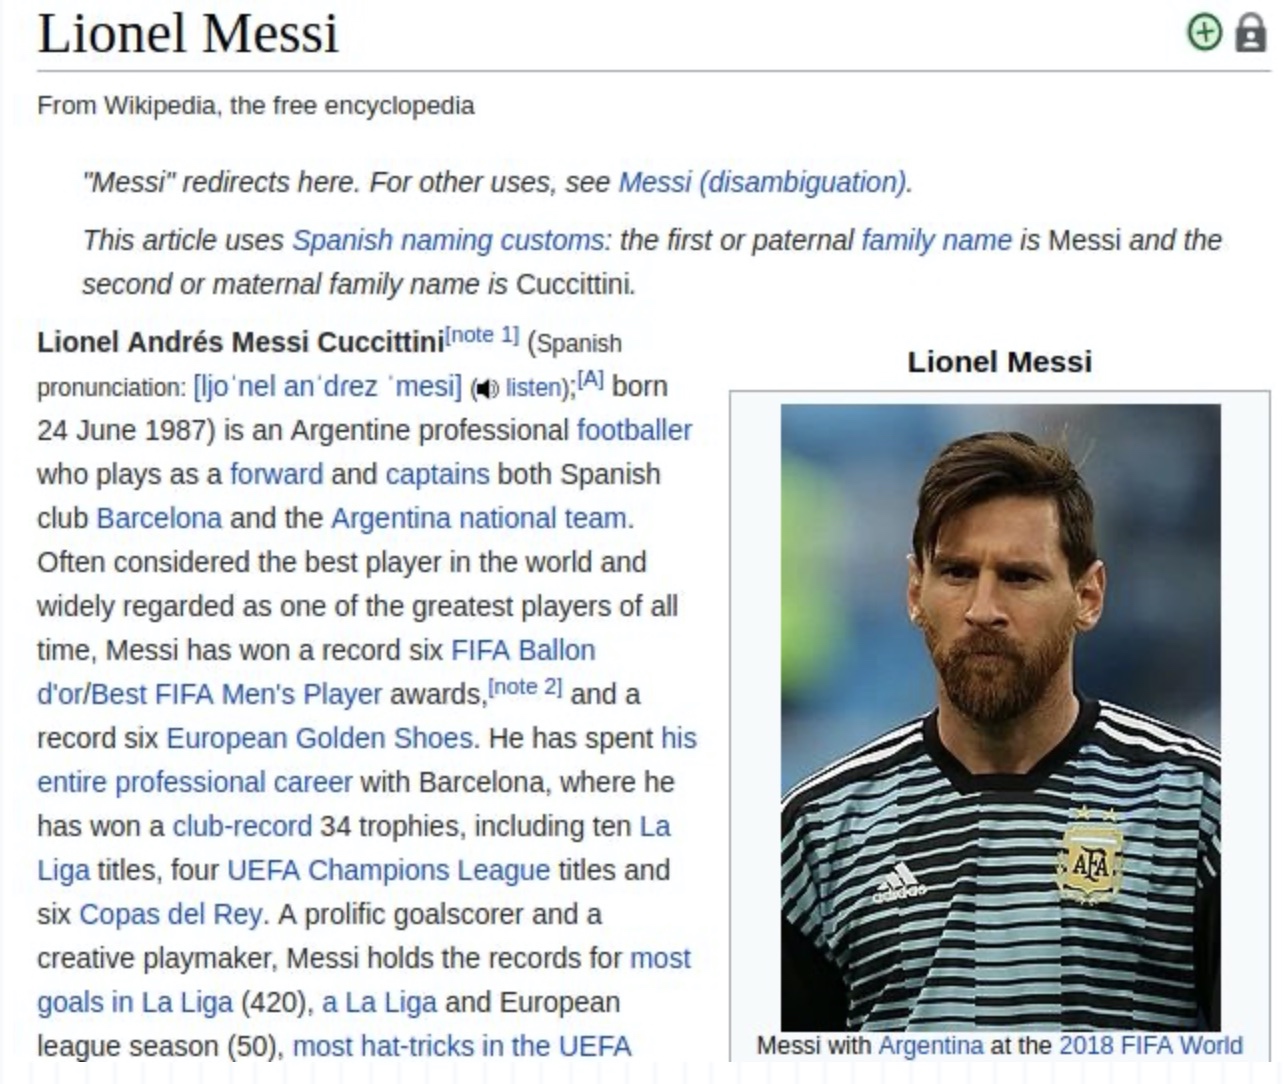 Lionel Messi
From Wikipedia, the free encyclopedia
"Messi" redirects here. For other uses, see Messi (disambiguation).
This article uses Spanish naming customs: the first or paternal family name is Messi and the
second or maternal family name is Cuccittini.
Lionel Andrés Messi Cuccittini[note 1] (Spanish
pronunciation: [ljoˈnel anˈdɾez ˈmesi] (listen);[A] born
24 June 1987) is an Argentine professional footballer
who plays as a forward and captains both Spanish
club Barcelona and the Argentina national team.
Often considered the best player in the world and
widely regarded as one of the greatest players of all
time, Messi has won a record six FIFA Ballon
d'or/Best FIFA Men's Player awards,[note 2] and a
record six European Golden Shoes. He has spent his
entire professional career with Barcelona, where he
has won a club-record 34 trophies, including ten La
Liga titles, four UEFA Champions League titles and
six Copas del Rey. A prolific goalscorer and a
creative playmaker, Messi holds the records for most
goals in La Liga (420), a La Liga and European
league season (50), most hat-tricks in the UEFA
Lionel Messi
adidas
AFA
Messi with Argentina at the 2018 FIFA World